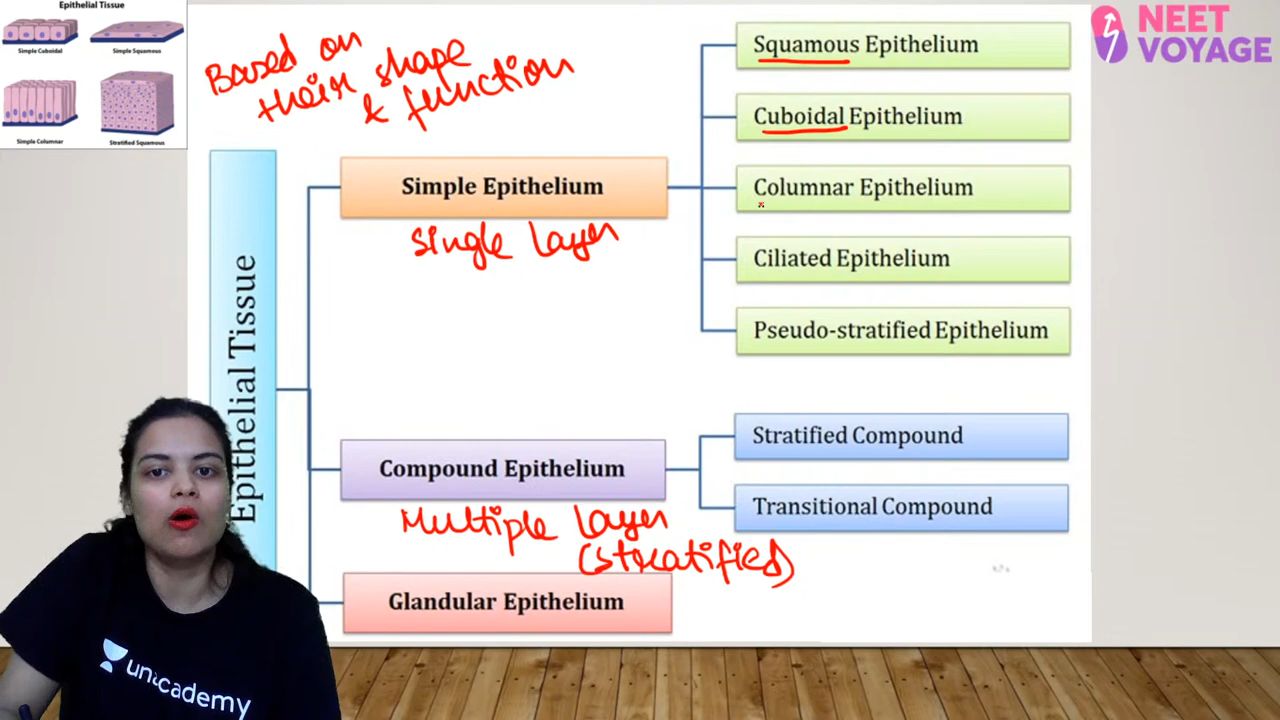 Epithelial Tissue
Simple Cuboidal
Simple Squamous
Simple Columnar
Stratified Squamous
Based on
their shape
& function
NEET
VOYAGE
Epithelial Tissue
Simple Epithelium
Single layer
Squamous Epithelium
Cuboidal Epithelium
Columnar Epithelium
Ciliated Epithelium
Pseudo-stratified Epithelium
Compound Epithelium
Multiple layer
(stratified)
Stratified Compound
Transitional Compound
Glandular Epithelium
unacademy